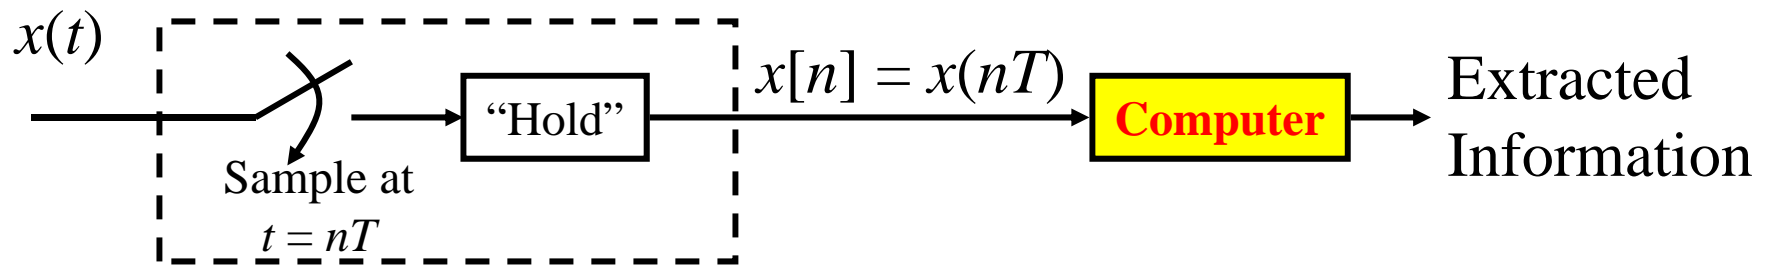 x(t)
Sample at
t = nT
“Hold”
x[n] = x(nT)
Computer
Extracted
Information